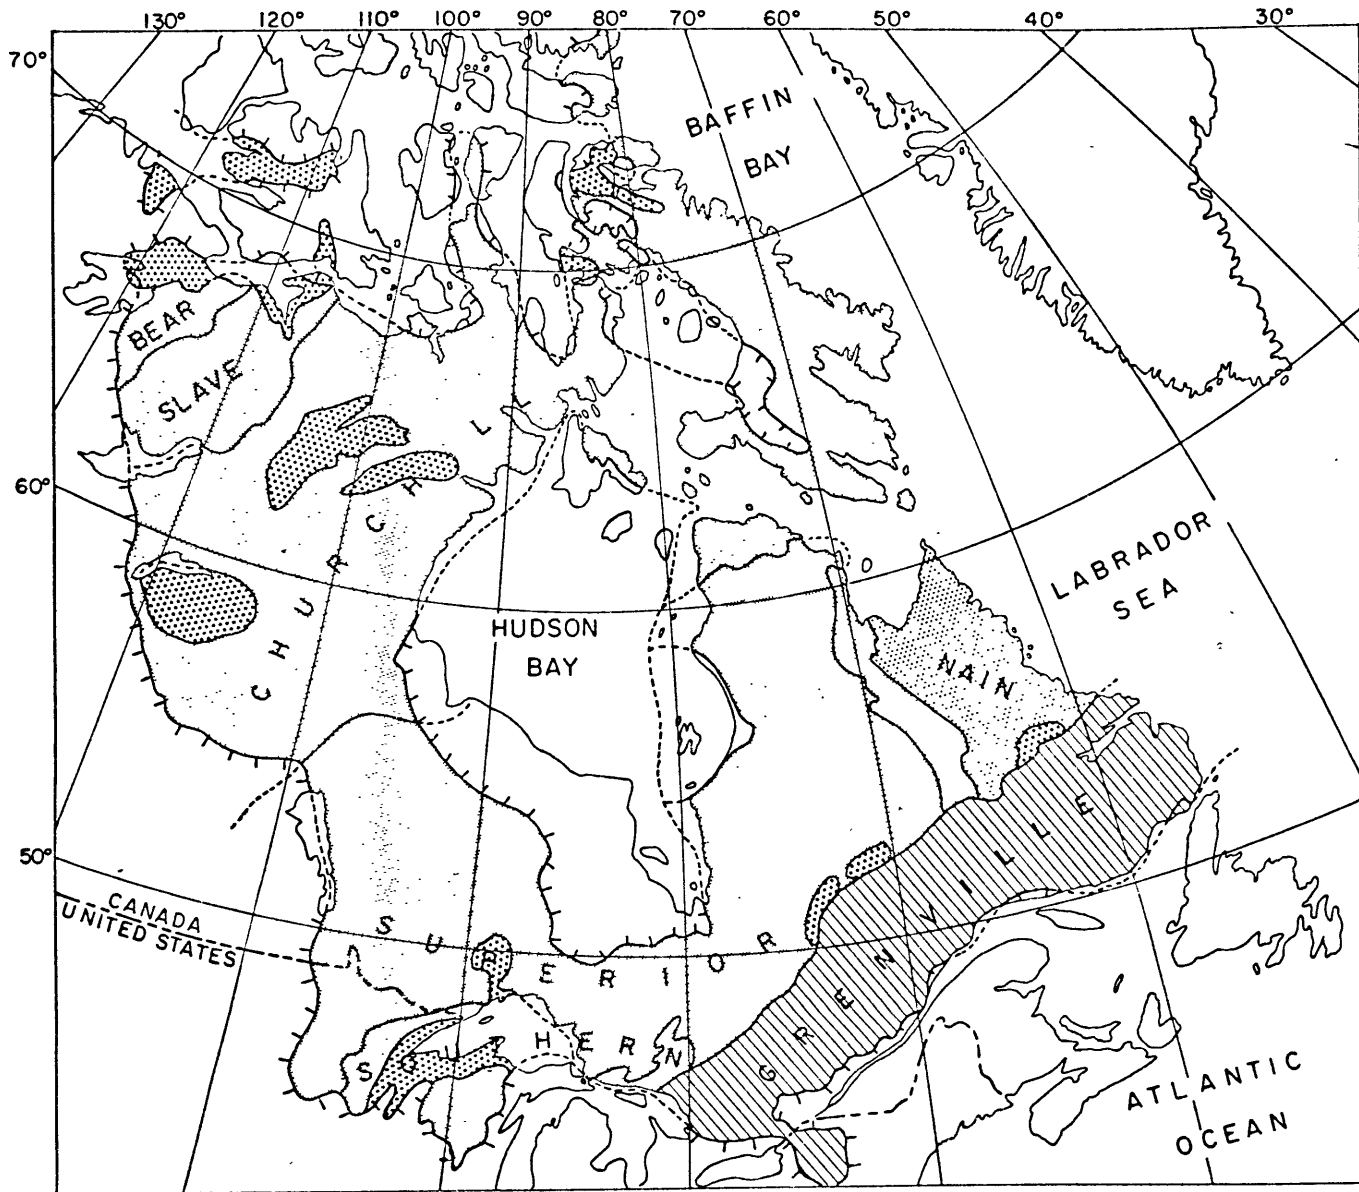 130° 120° 110° 100° 90° 80° 70° 60° 50° 40° 30°
70°
BAFFIN
BAY
BEAR
SLAVE
60°
CHURCHILL
LABRADOR
SEA
HUDSON
BAY
NAIN
50°
CANADA
UNITED STATES
SUPERIOR
GRENVILLE
SOUTHERN
ATLANTIC
OCEAN